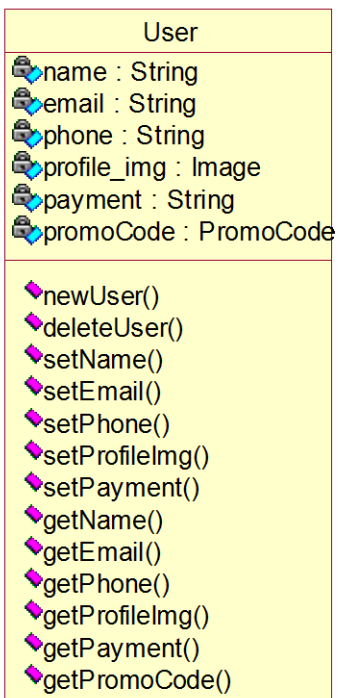 User
name : String
email : String
phone : String
profile_img : Image
payment : String
promoCode : PromoCode
newUser()
deleteUser()
setName()
setEmail()
setPhone()
setProfileImg()
setPayment()
getName()
getEmail()
getPhone()
getProfileImg()
getPayment()
getPromoCode()